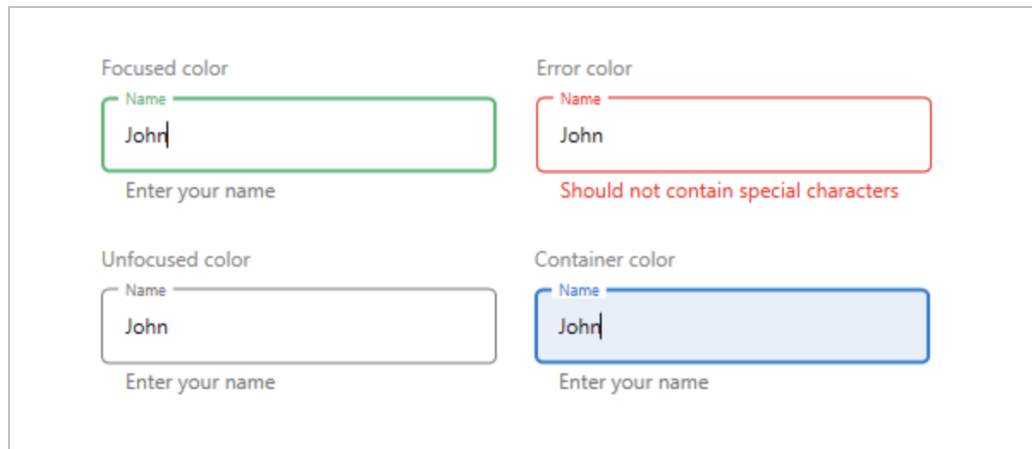 Focused color
Name
John
Enter your name
Error color
Name
John
Should not contain special characters
Unfocused color
Name
John
Enter your name
Container color
Name
John
Enter your name